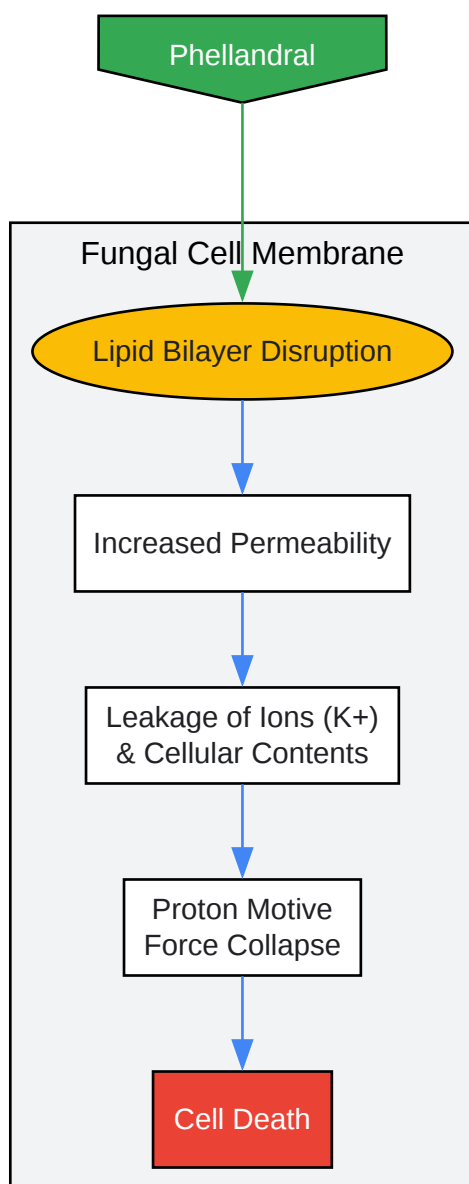 Phellandral
Fungal Cell Membrane
Lipid Bilayer Disruption
Increased Permeability
Leakage of Ions (K+)
& Cellular Contents
Proton Motive
Force Collapse
Cell Death